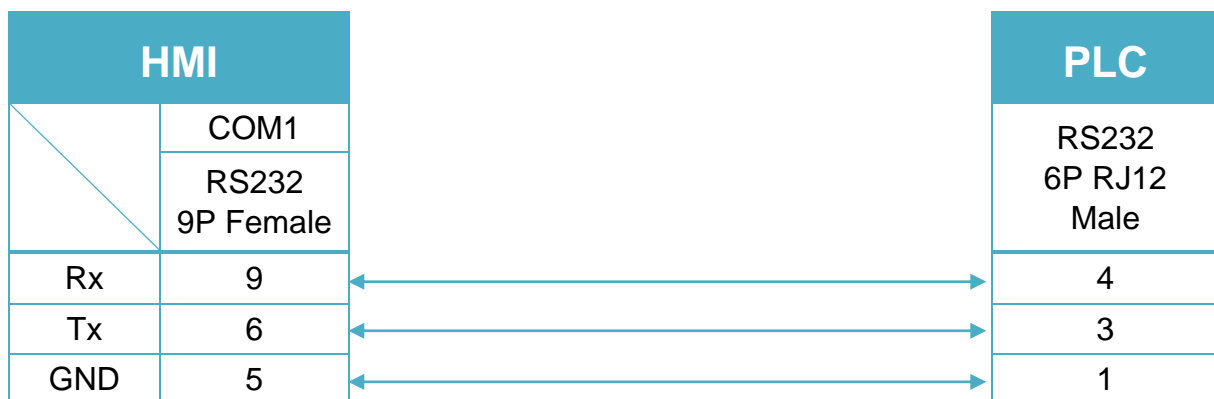 HMI
PLC
COM1
RS232
9P Female
RS232
6P RJ12
Male
Rx 9 4
Tx 6 3
GND 5 1